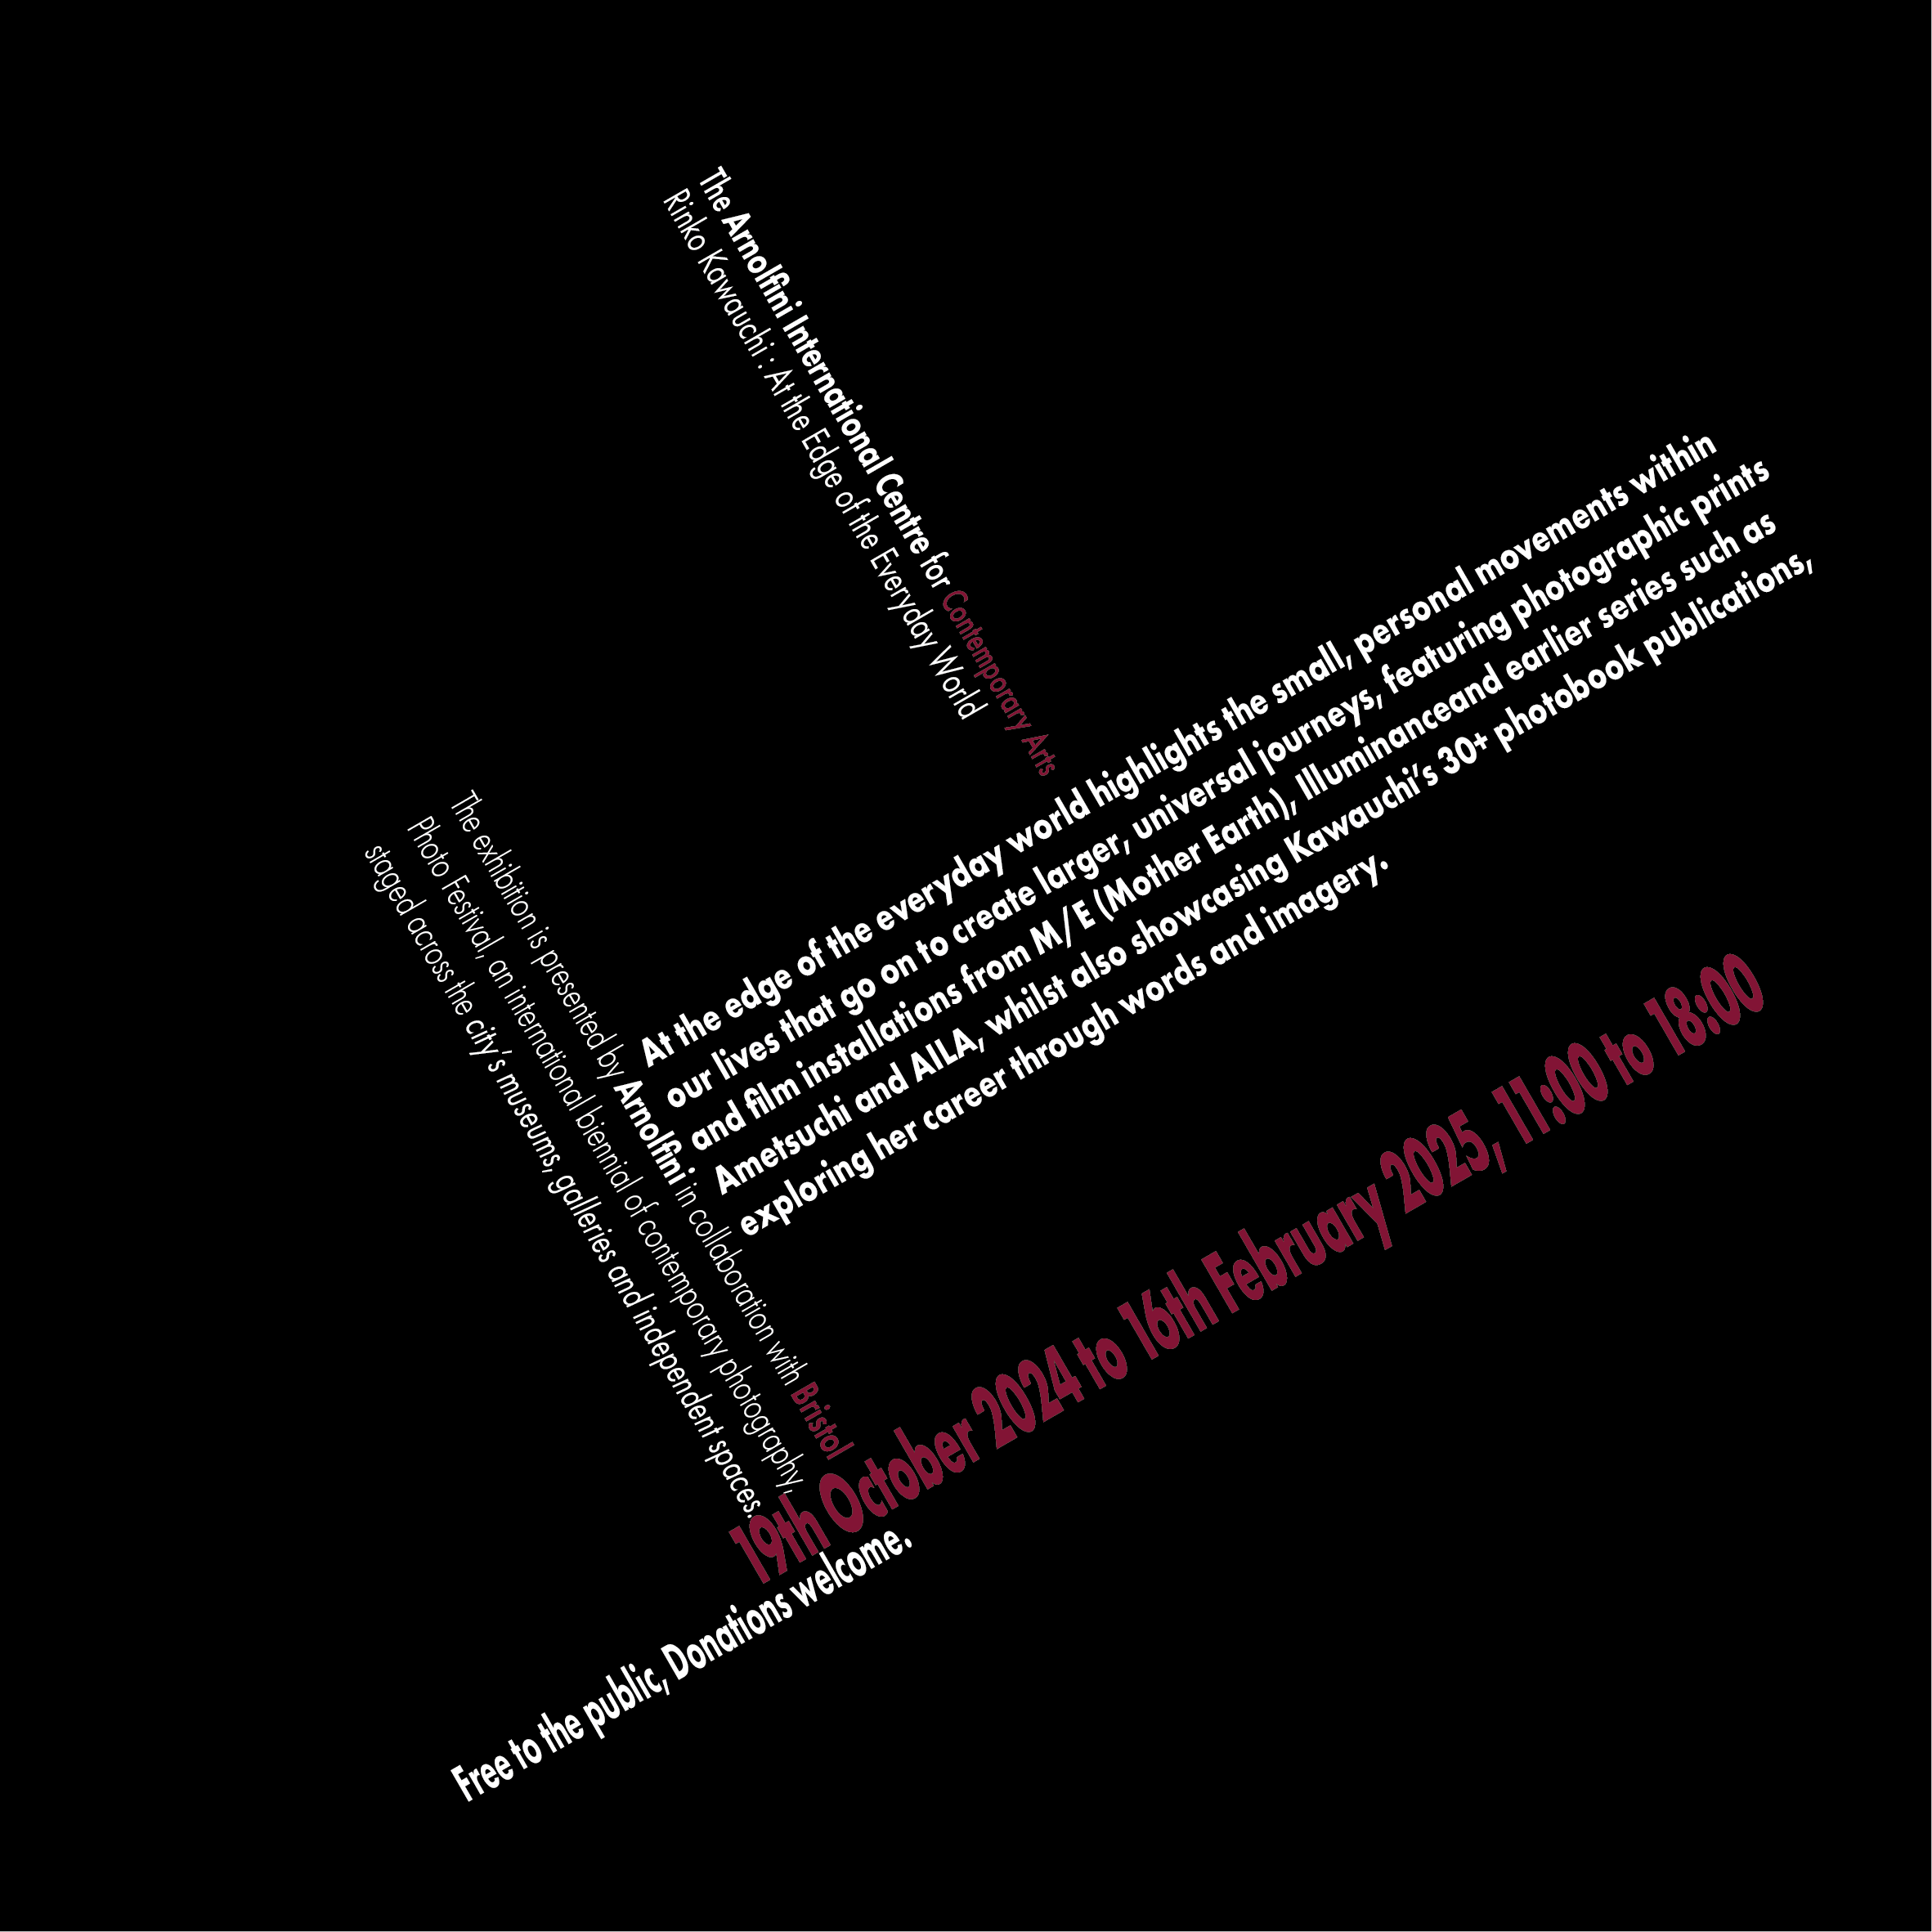 The Arnolfini International Centre for Contemporary Arts
Rinko Kawauchi : At the Edge of the Everyday World
At the edge of the everyday world highlights the small, personal movements within
our lives that go on to create larger, universal journeys, featuring photographic prints
and film installations from M/E (Mother Earth), Illuminanceand earlier series such as
Ametsuchi and AILA, whilst also showcasing Kawauchi's 30+ photobook publications,
exploring her career through words and imagery.
The exhibition is presented by Arnolfini in collaboration with Bristol
Photo Festival, an international biennial of contemporary photography,
staged across the city's museums, galleries and independent spaces.
19th October 2024 to 16th February 2025, 11:00 to 18:00
Free to the public, Donations welcome.